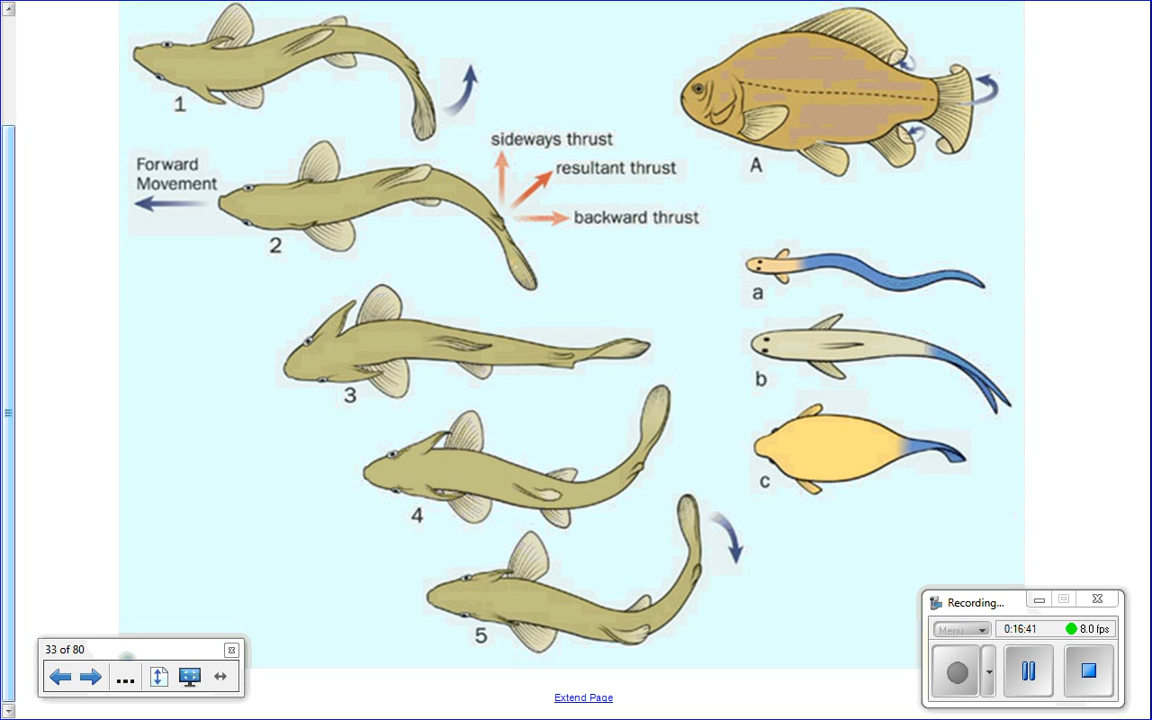 1
sideways thrust
resultant thrust
backward thrust
Forward
Movement
2
3
4
5
A
a
b
c
33 of 80
...
Extend Page
Recording...
Menu
0:16:41
8.0 fps